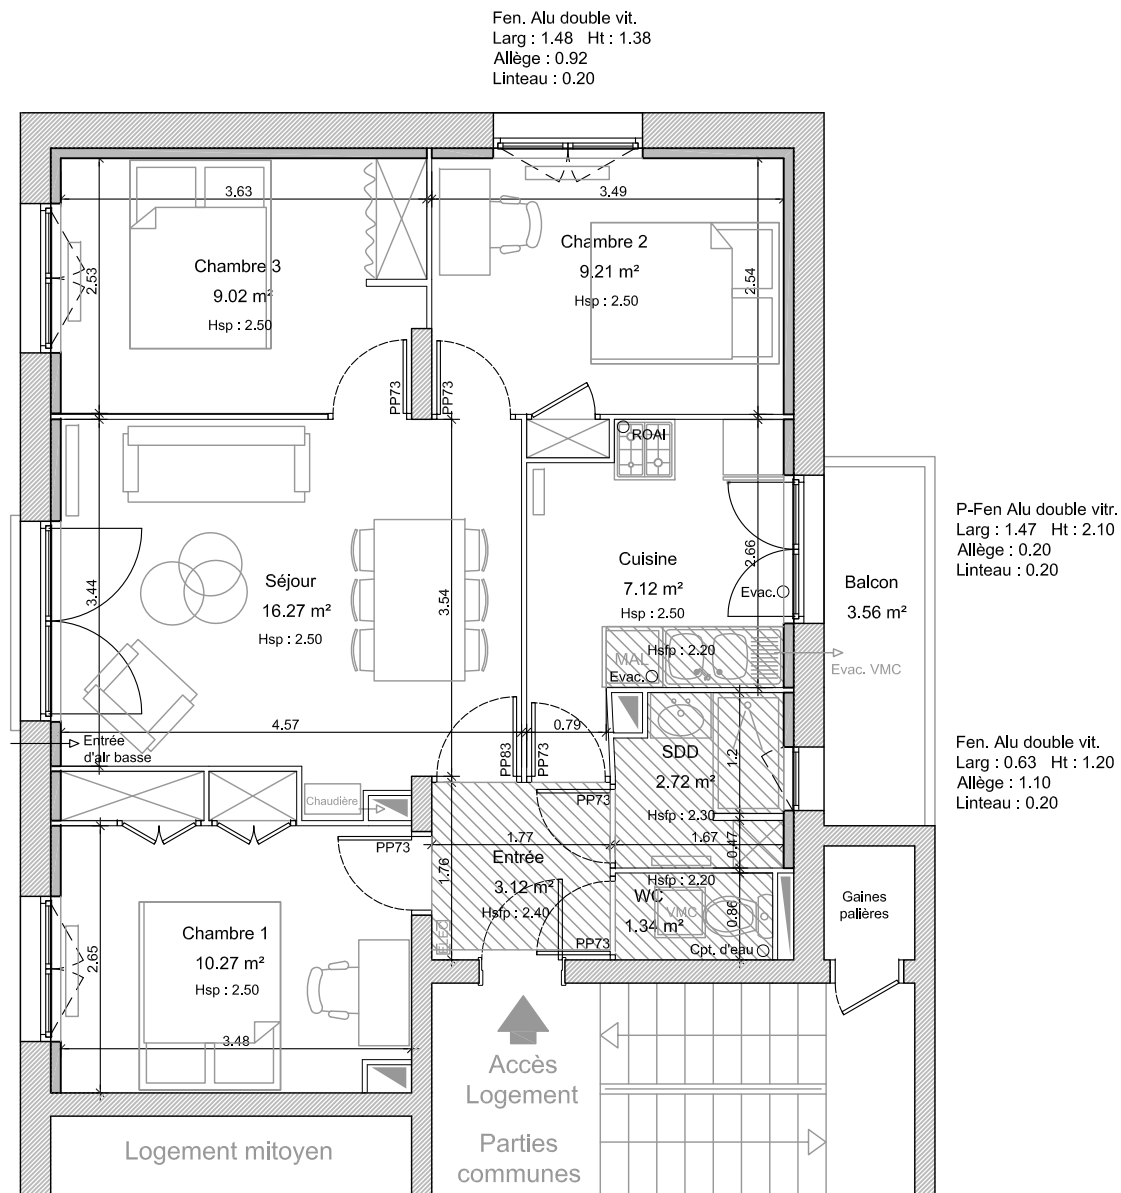 Fen. Alu double vit.
Larg : 1.48 Ht : 1.38
Allège : 0.92
Linteau : 0.20
3.63
3.49
Chambre 3
9.02 m²
Hsp : 2.50
2.53
Chambre 2
9.21 m²
Hsp : 2.50
2.54
PP73
PP73
ROAI
Séjour
16.27 m²
Hsp : 2.50
3.44
3.54
Cuisine
7.12 m²
Hsp : 2.50
2.66
Evac.
Balcon
3.56 m²
P-Fen Alu double vitr.
Larg : 1.47 Ht : 2.10
Allège : 0.20
Linteau : 0.20
MAL
Hsfp : 2.20
Evac.
Evac. VMC
4.57
0.79
Entrée
d'air basse
PP83
PP73
SDD
2.72 m²
Hsfp : 2.30
1.2
Fen. Alu double vit.
Larg : 0.63 Ht : 1.20
Allège : 1.10
Linteau : 0.20
Chaudière
PP73
PP73
1.77
1.67
0.47
Entrée
3.12 m²
Hsfp : 2.40
1.76
Hsfp : 2.20
WC
1.34 m²
VMC
0.86
Cpt. d'eau
PP73
ELEC
Gaines
palières
Chambre 1
10.27 m²
Hsp : 2.50
2.65
3.48
Accès
Logement
Parties
communes
Logement mitoyen